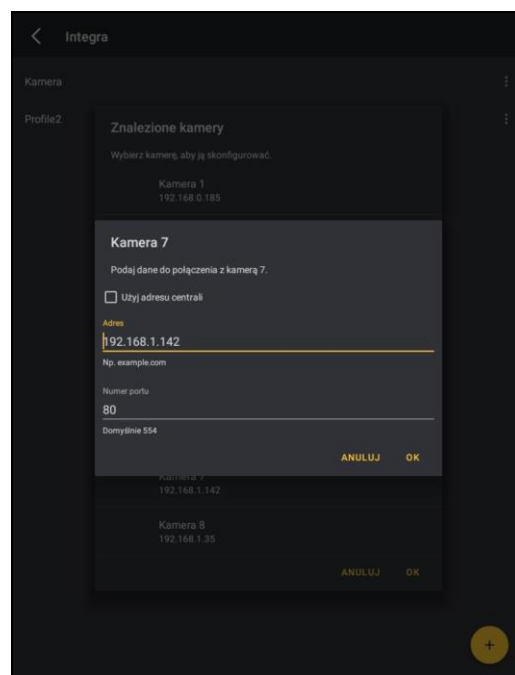 Integra
Kamera
Profile2
Znalezione kamery
Wybierz kamerę, aby ją skonfigurować.
Kamera 1
192.168.0.185
Kamera 7
Podaj dane do połączenia z kamerą 7.
Użyj adresu centrali
Adres
192.168.1.142
Np. example.com
Numer portu
80
Domyślnie 554
ANULUJ OK
Kamera 7
192.168.1.142
Kamera 8
192.168.1.35
ANULUJ OK